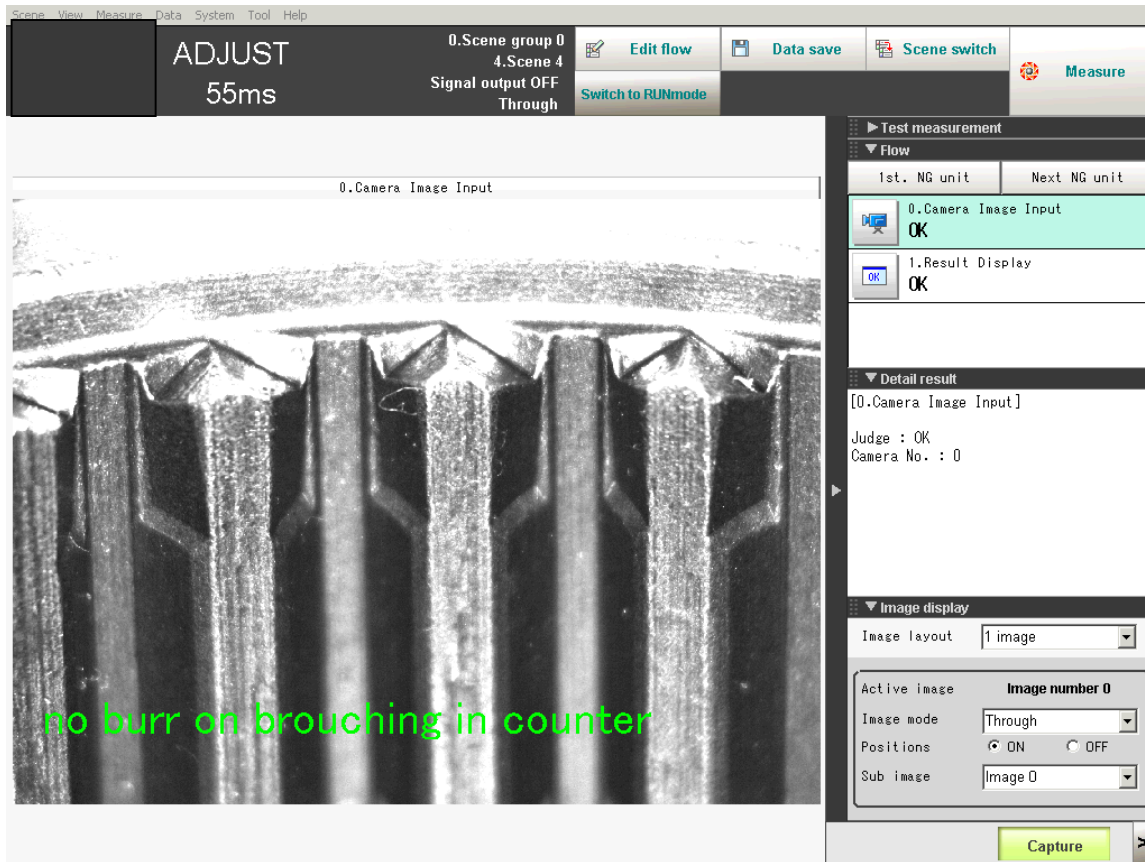 Scene View Measure Data System Tool Help
ADJUST
55ms
0.Scene group 0
4.Scene 4
Signal output OFF
Through
Edit flow
Data save
Scene switch
Switch to RUNmode
Measure
Test measurement
Flow
1st. NG unit
Next NG unit
0.Camera Image Input
0.Camera Image Input
OK
OK
1.Result Display
OK
Detail result
[0.Camera Image Input]
Judge : OK
Camera No. : 0
Image display
Image layout
1 image
Active image
Image number 0
Image mode
Through
Positions
ON
OFF
Sub image
Image 0
no burr on brouching in counter
Capture